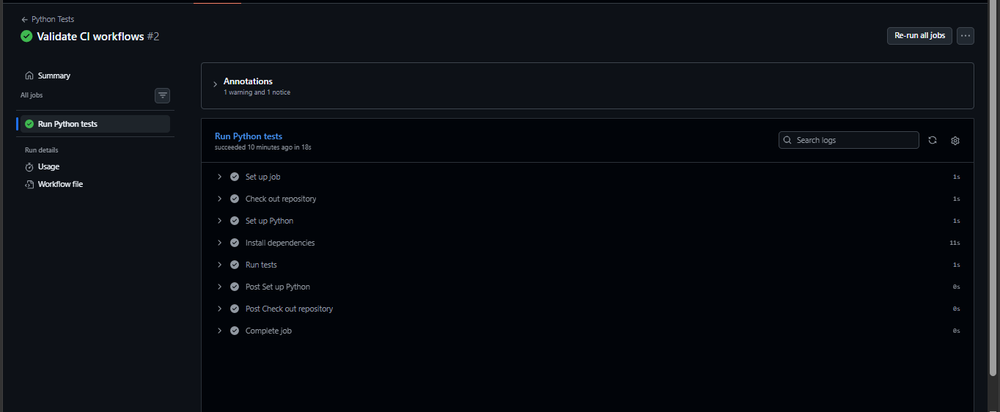 Python Tests
Validate CI workflows #2
Re-run all jobs
Summary
All jobs
Run Python tests
Run details
Usage
Workflow file
Annotations
1 warning and 1 notice
Run Python tests
succeeded 10 minutes ago in 18s
Search logs
Set up job 1s
Check out repository 1s
Set up Python 1s
Install dependencies 11s
Run tests 1s
Post Set up Python 0s
Post Check out repository 0s
Complete job 0s